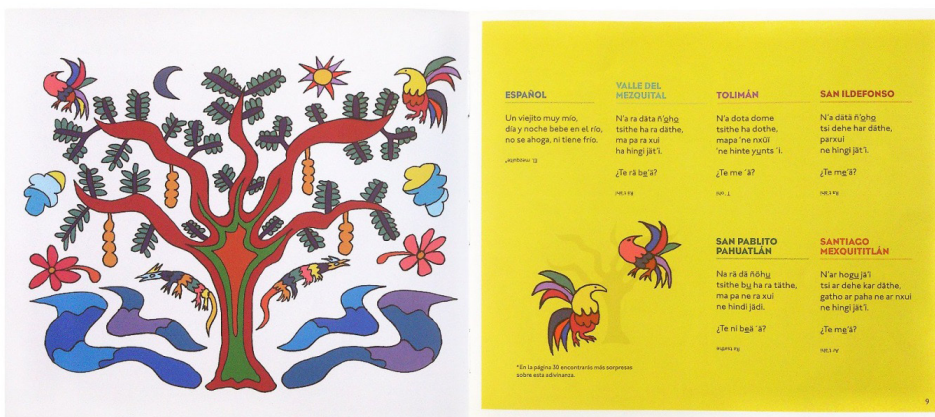 ESPAÑOL
Un viejito muy mío,
día y noche bebe en el río,
no se ahoga, ni tiene frío.
VALLE DEL
MEZQUITAL
N'a ra däta ñ'o̲ho̲
tsithe ha ra däthe,
ma pa ra xui
ha hingi jät'i.
¿Te rä be̲'ä?
TOLIMÁN
N'a dota dome
tsithe ha dothe,
mapa 'ne nxüi
'ne hinte yu̲nts 'i.
¿Te me 'ä?
SAN ILDEFONSO
N'a dätä ñ'o̲ho̲
tsi dehe har däthe,
parxui
ne hingi jät'i.
¿Te me̲'ä?
SAN PABLITO
PAHUATLÁN
Na rä dä ñöhu̲
tsithe bu̲ ha ra täthe,
ma pa ne ra xui
ne hindi jädi.
¿Te ni be̲ä 'ä?
SANTIAGO
MEXQUITITLÁN
N'ar hogu̲ jä'i
tsi ar dehe kar däthe,
gatho ar paha ne ar nxui
ne hingi jät'i.
¿Te me̲'ä?
*En la página 30 encontrarás más sorpresas
sobre esta adivinanza.
9